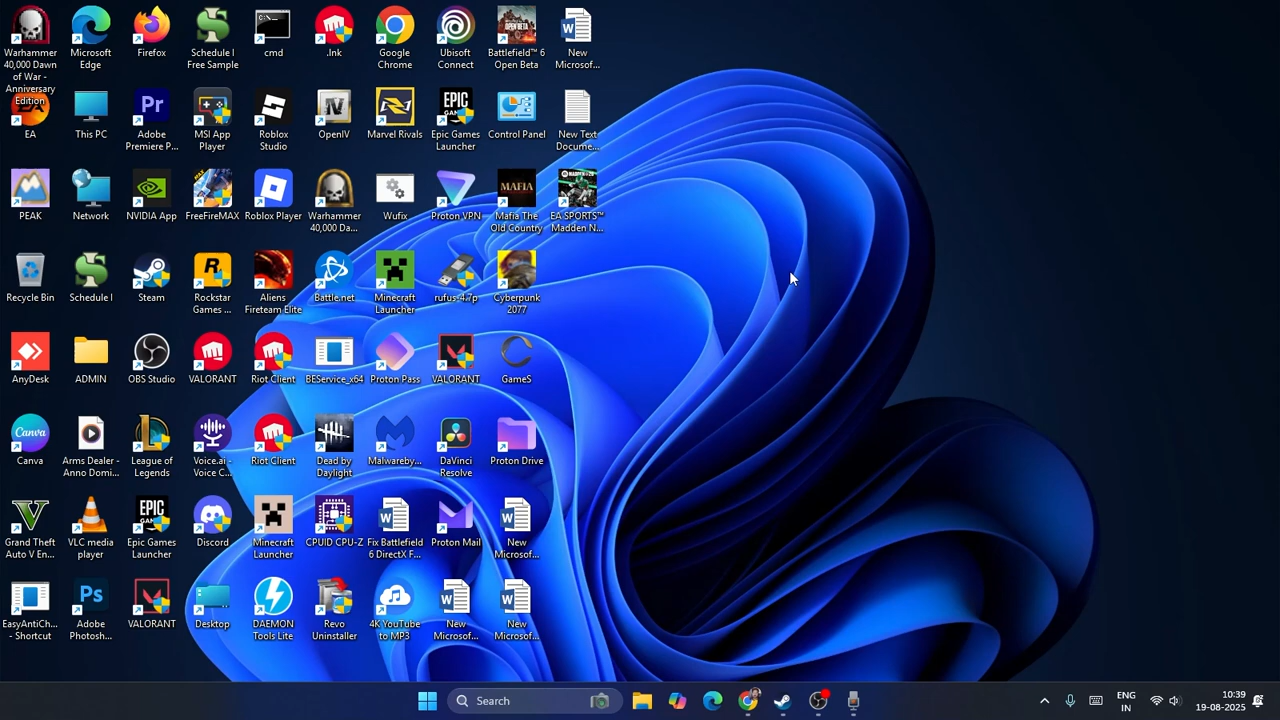 Warhammer
40,000 Dawn
of War -
Anniversary
Edition
Microsoft
Edge
Firefox
Schedule I
Free Sample
cmd
.lnk
Google
Chrome
Ubisoft
Connect
Battlefield™ 6
Open Beta
New
Microsof...
EA
This PC
Adobe
Premiere P...
MSI App
Player
Roblox
Studio
OpenIV
Marvel Rivals
Epic Games
Launcher
Control Panel
New Text
Docume...
PEAK
Network
NVIDIA App
FreeFireMAX
Roblox Player
Warhammer
40,000 Da...
Wufix
Proton VPN
Mafia The
Old Country
EA SPORTS™
Madden N...
Recycle Bin
Schedule I
Steam
Rockstar
Games ...
Aliens
Fireteam Elite
Battle.net
Minecraft
Launcher
rufus-4.7p
Cyberpunk
2077
AnyDesk
ADMIN
OBS Studio
VALORANT
Riot Client
BEService_x64
Proton Pass
VALORANT
GameS
Canva
Arms Dealer -
Anno Domi...
League of
Legends
Voice.ai -
Voice C...
Riot Client
Dead by
Daylight
Malwareby...
DaVinci
Resolve
Proton Drive
Grand Theft
Auto V En...
VLC media
player
Epic Games
Launcher
Discord
Minecraft
Launcher
CPUID CPU-Z
Fix Battlefield
6 DirectX F...
Proton Mail
New
Microsof...
EasyAntiCh...
- Shortcut
Adobe
Photosh...
VALORANT
Desktop
DAEMON
Tools Lite
Revo
Uninstaller
4K YouTube
to MP3
New
Microsof...
New
Microsof...
Search
ENG
IN
10:39
19-08-2025